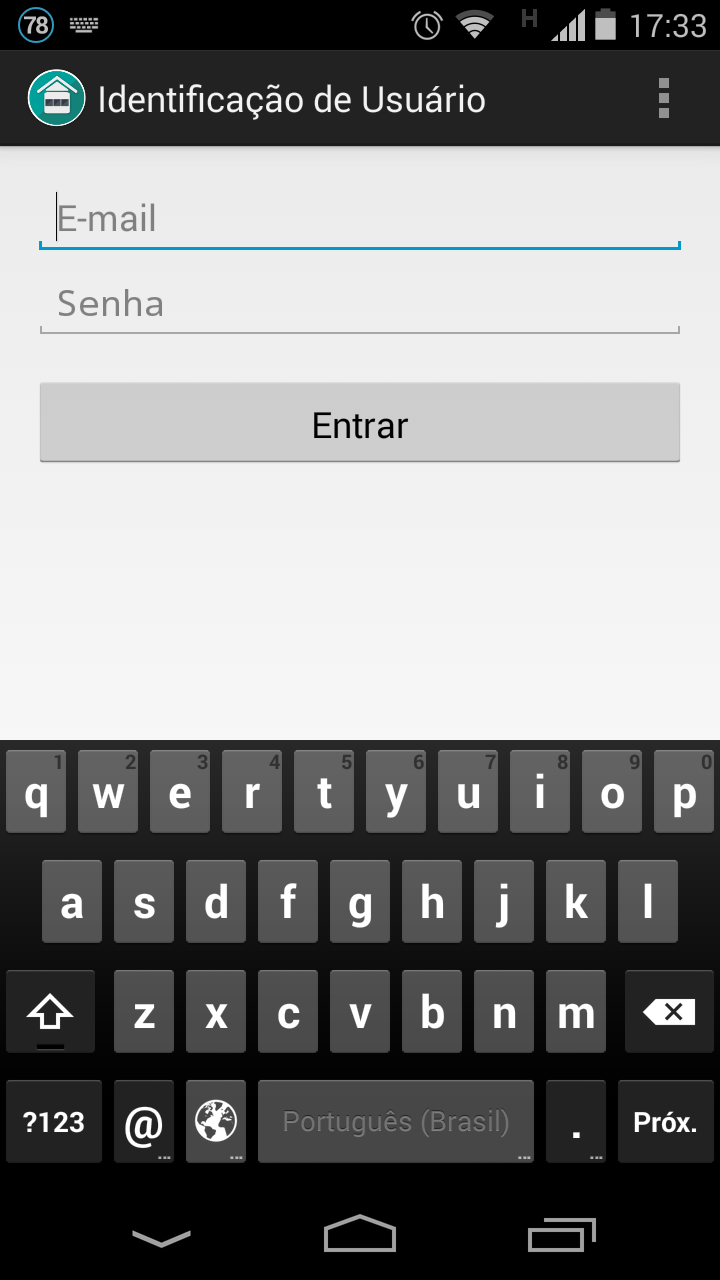 78 H 17:33
Identificação de Usuário
E-mail
Senha
Entrar
1 2 3 4 5 6 7 8 9 0
q w e r t y u i o p
a s d f g h j k l
z x c v b n m
?123 @ Português (Brasil) . Próx.